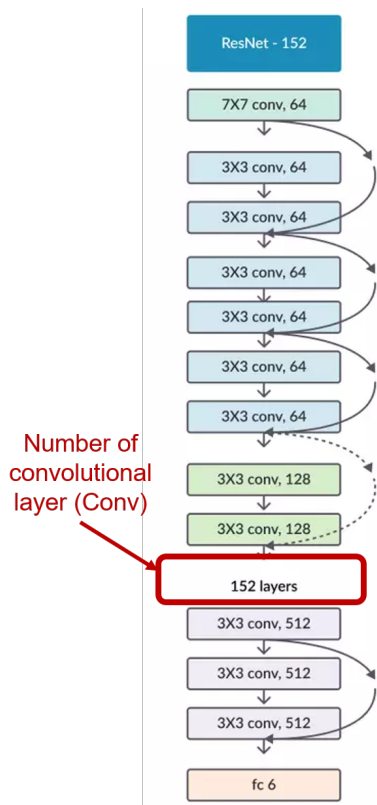 ResNet - 152
7X7 conv, 64
3X3 conv, 64
3X3 conv, 64
3X3 conv, 64
3X3 conv, 64
3X3 conv, 64
3X3 conv, 64
Number of
convolutional
layer (Conv)
3X3 conv, 128
3X3 conv, 128
152 layers
3X3 conv, 512
3X3 conv, 512
3X3 conv, 512
fc 6